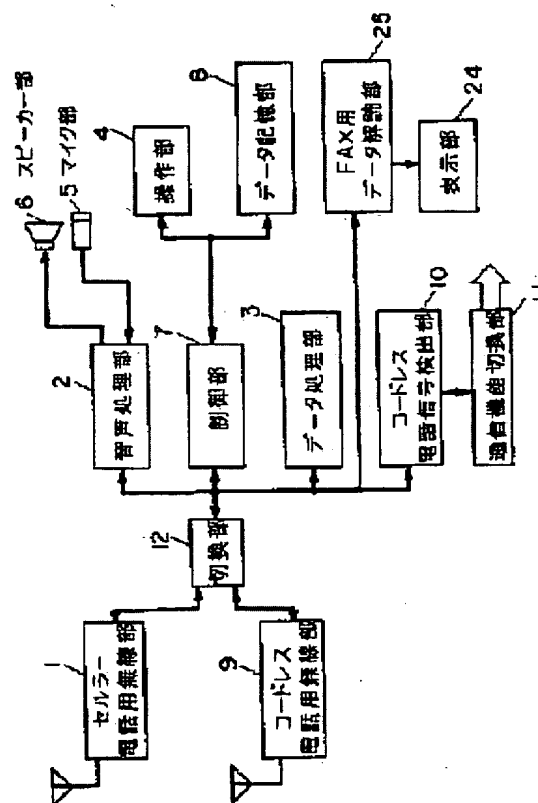 6 スピーカー部
5 マイク部
2
音声処理部
4
操作部
7
制御部
8
データ記憶部
3
データ処理部
25
FAX用
データ解読部
24
表示部
10
コードレス
電話信号検出部
11
通信機能切換部
12
切換部
1
セルラー
電話用無線部
9
コードレス
電話用無線部